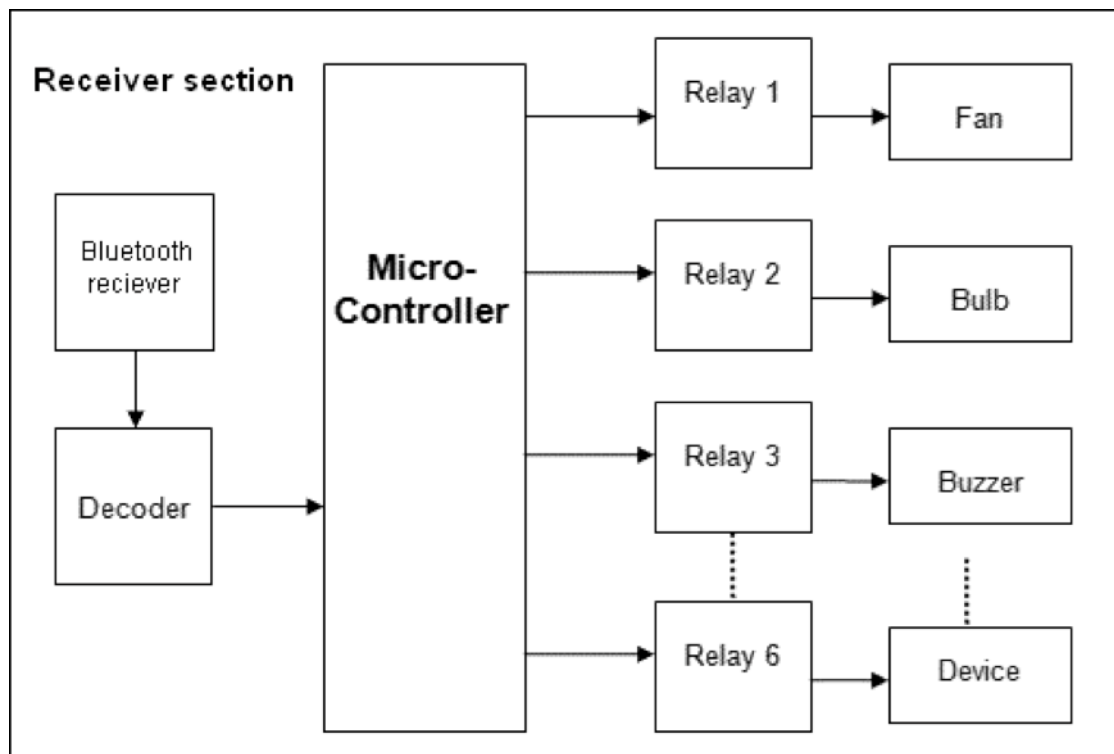 Receiver section
Bluetooth
reciever
Decoder
Micro-
Controller
Relay 1
Fan
Relay 2
Bulb
Relay 3
Buzzer
Relay 6
Device